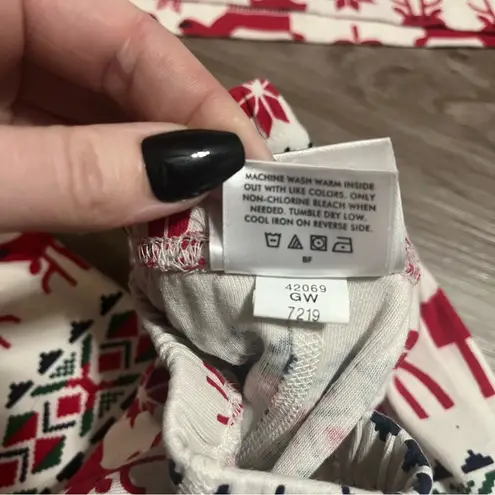 MACHINE WASH WARM INSIDE
OUT WITH LIKE COLORS. ONLY
NON-CHLORINE BLEACH WHEN
NEEDED. TUMBLE DRY LOW.
COOL IRON ON REVERSE SIDE.
BF
42069
GW
7219